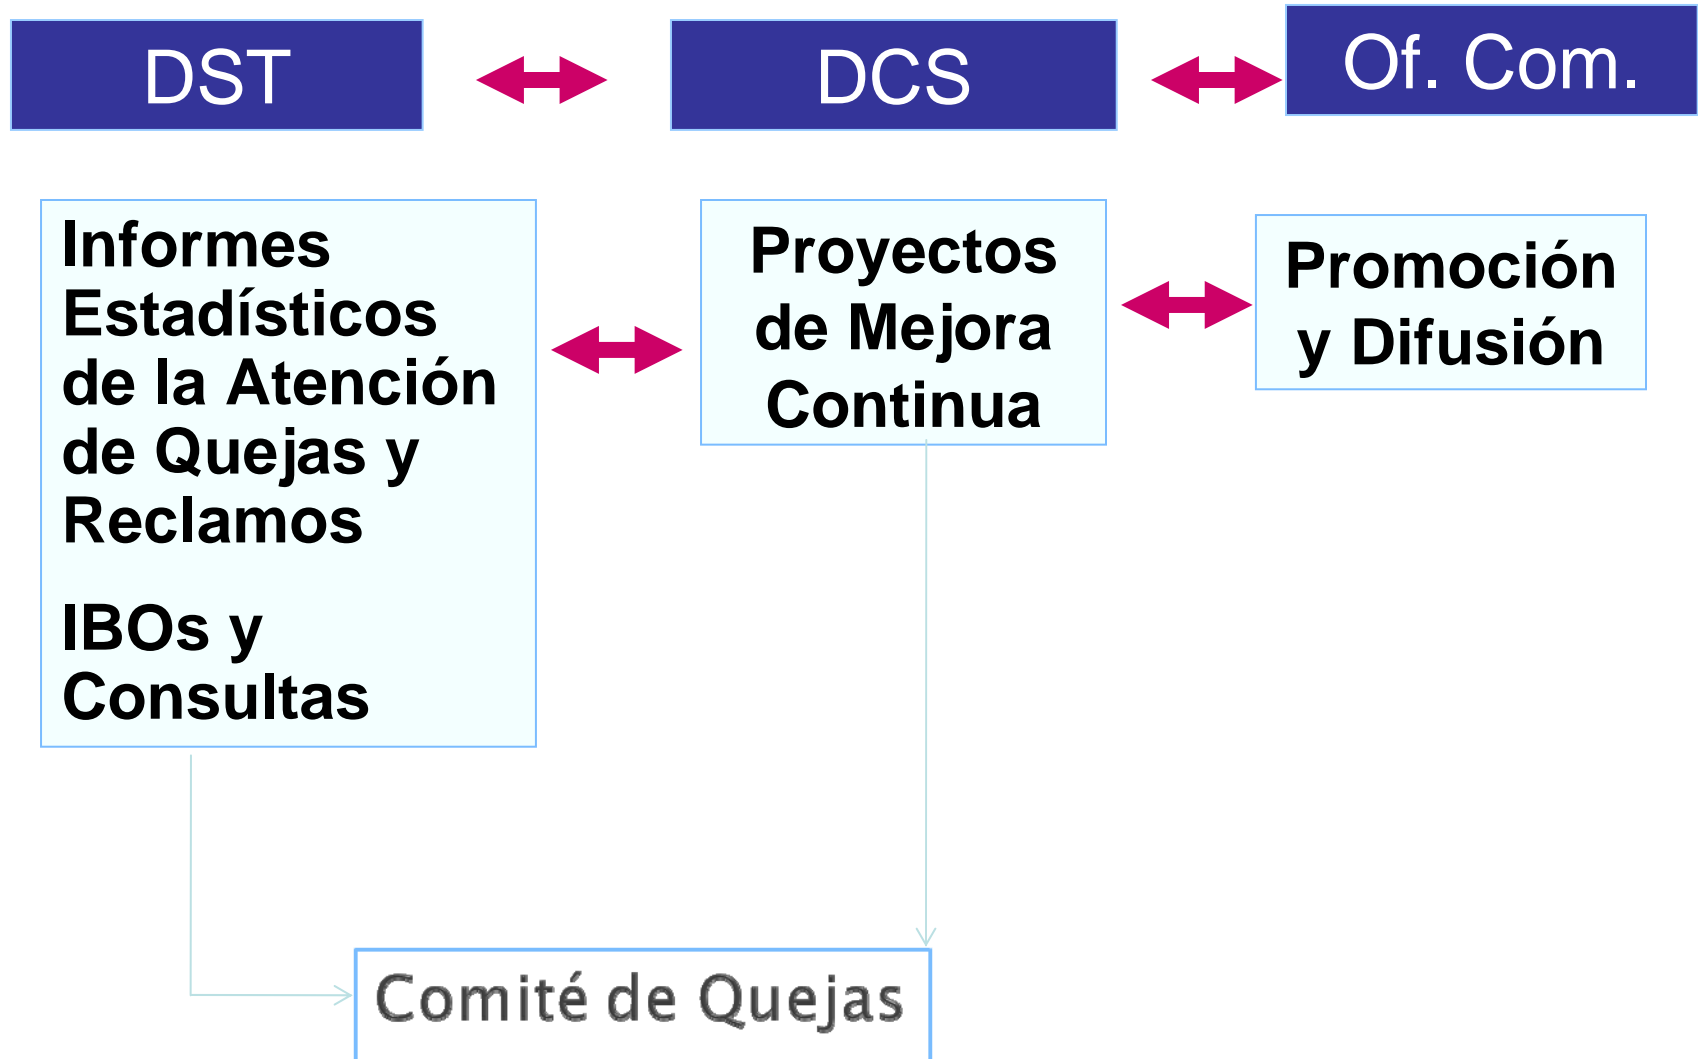 DST
DCS
Of. Com.
Informes
Estadísticos
de la Atención
de Quejas y
Reclamos
IBOs y
Consultas
Proyectos
de Mejora
Continua
Promoción
y Difusión
Comité de Quejas